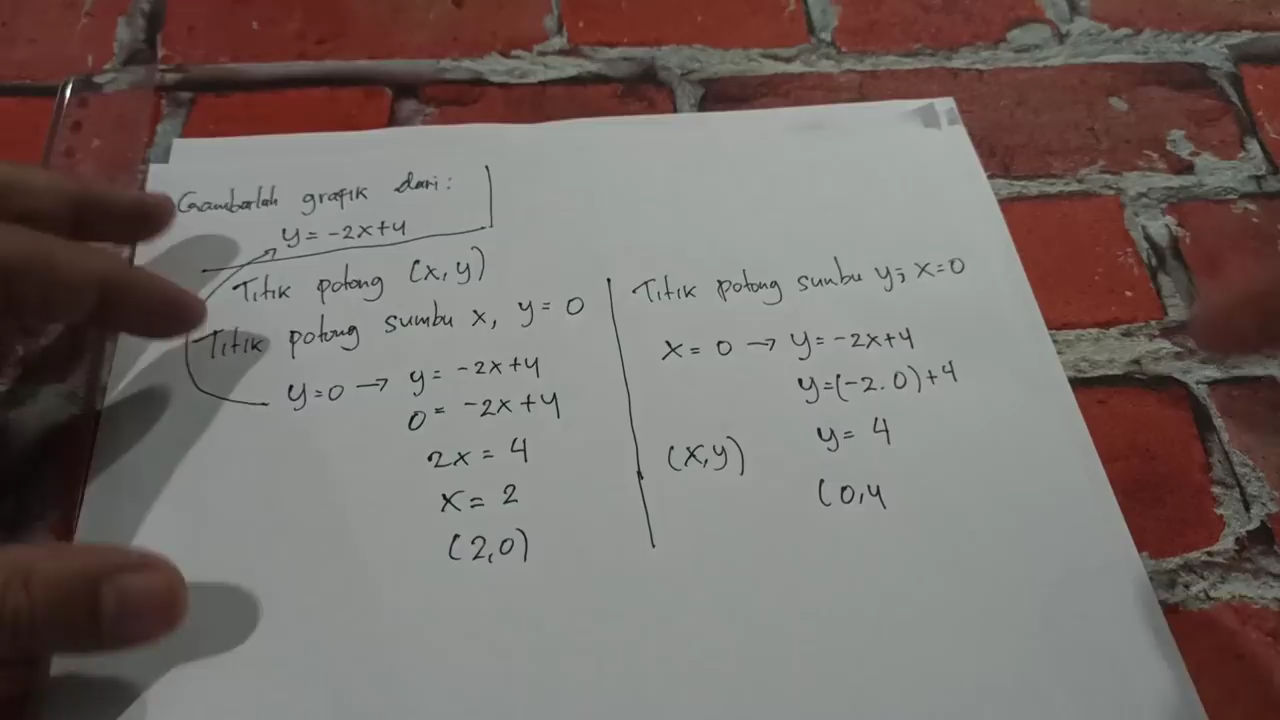 Gambarlah grafik dari:
y = -2x+4
Titik potong (x,y)
Titik potong sumbu x, y = 0
y=0 → y = -2x+4
0 = -2x+4
2x = 4
x = 2
(2,0)
Titik potong sumbu y; x=0
x = 0 → y = -2x+4
y=(-2.0)+4
y = 4
(x,y)
(0,4